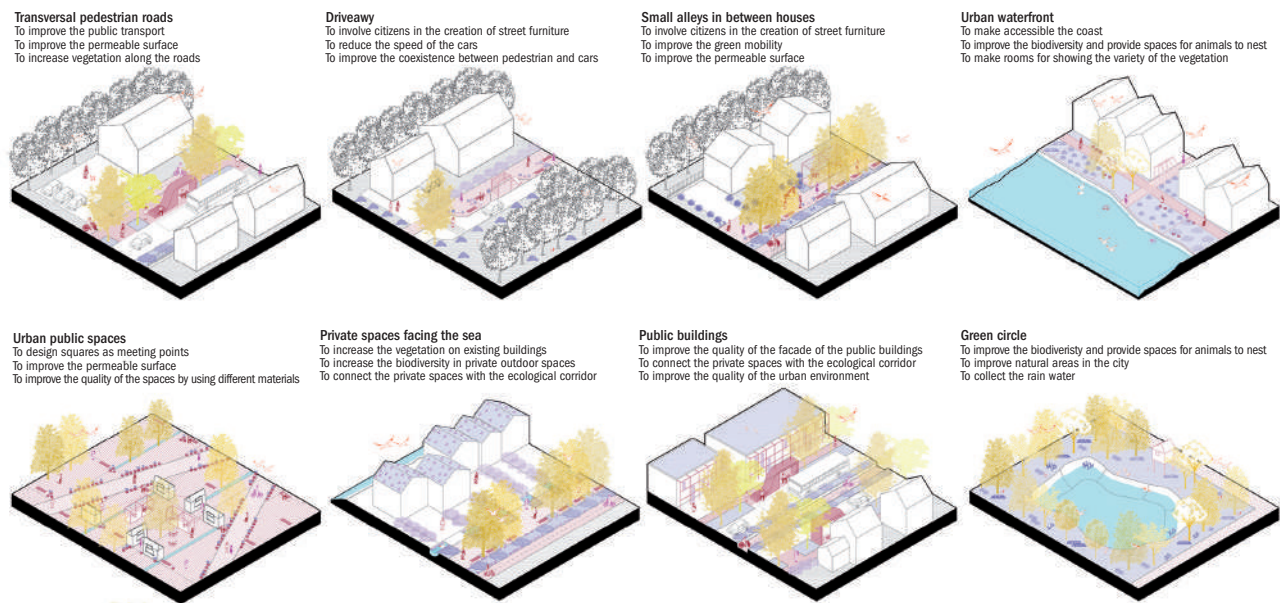 Transversal pedestrian roads
To improve the public transport
To improve the permeable surface
To increase vegetation along the roads
Driveawy
To involve citizens in the creation of street furniture
To reduce the speed of the cars
To improve the coexistence between pedestrian and cars
Small alleys in between houses
To involve citizens in the creation of street furniture
To improve the green mobility
To improve the permeable surface
Urban waterfront
To make accessible the coast
To improve the biodiversity and provide spaces for animals to nest
To make rooms for showing the variety of the vegetation
Urban public spaces
To design squares as meeting points
To improve the permeable surface
To improve the quality of the spaces by using different materials
Private spaces facing the sea
To increase the vegetation on existing buildings
To increase the biodiversity in private outdoor spaces
To connect the private spaces with the ecological corridor
Public buildings
To improve the quality of the facade of the public buildings
To connect the private spaces with the ecological corridor
To improve the quality of the urban environment
Green circle
To improve the biodiveristy and provide spaces for animals to nest
To improve natural areas in the city
To collect the rain water